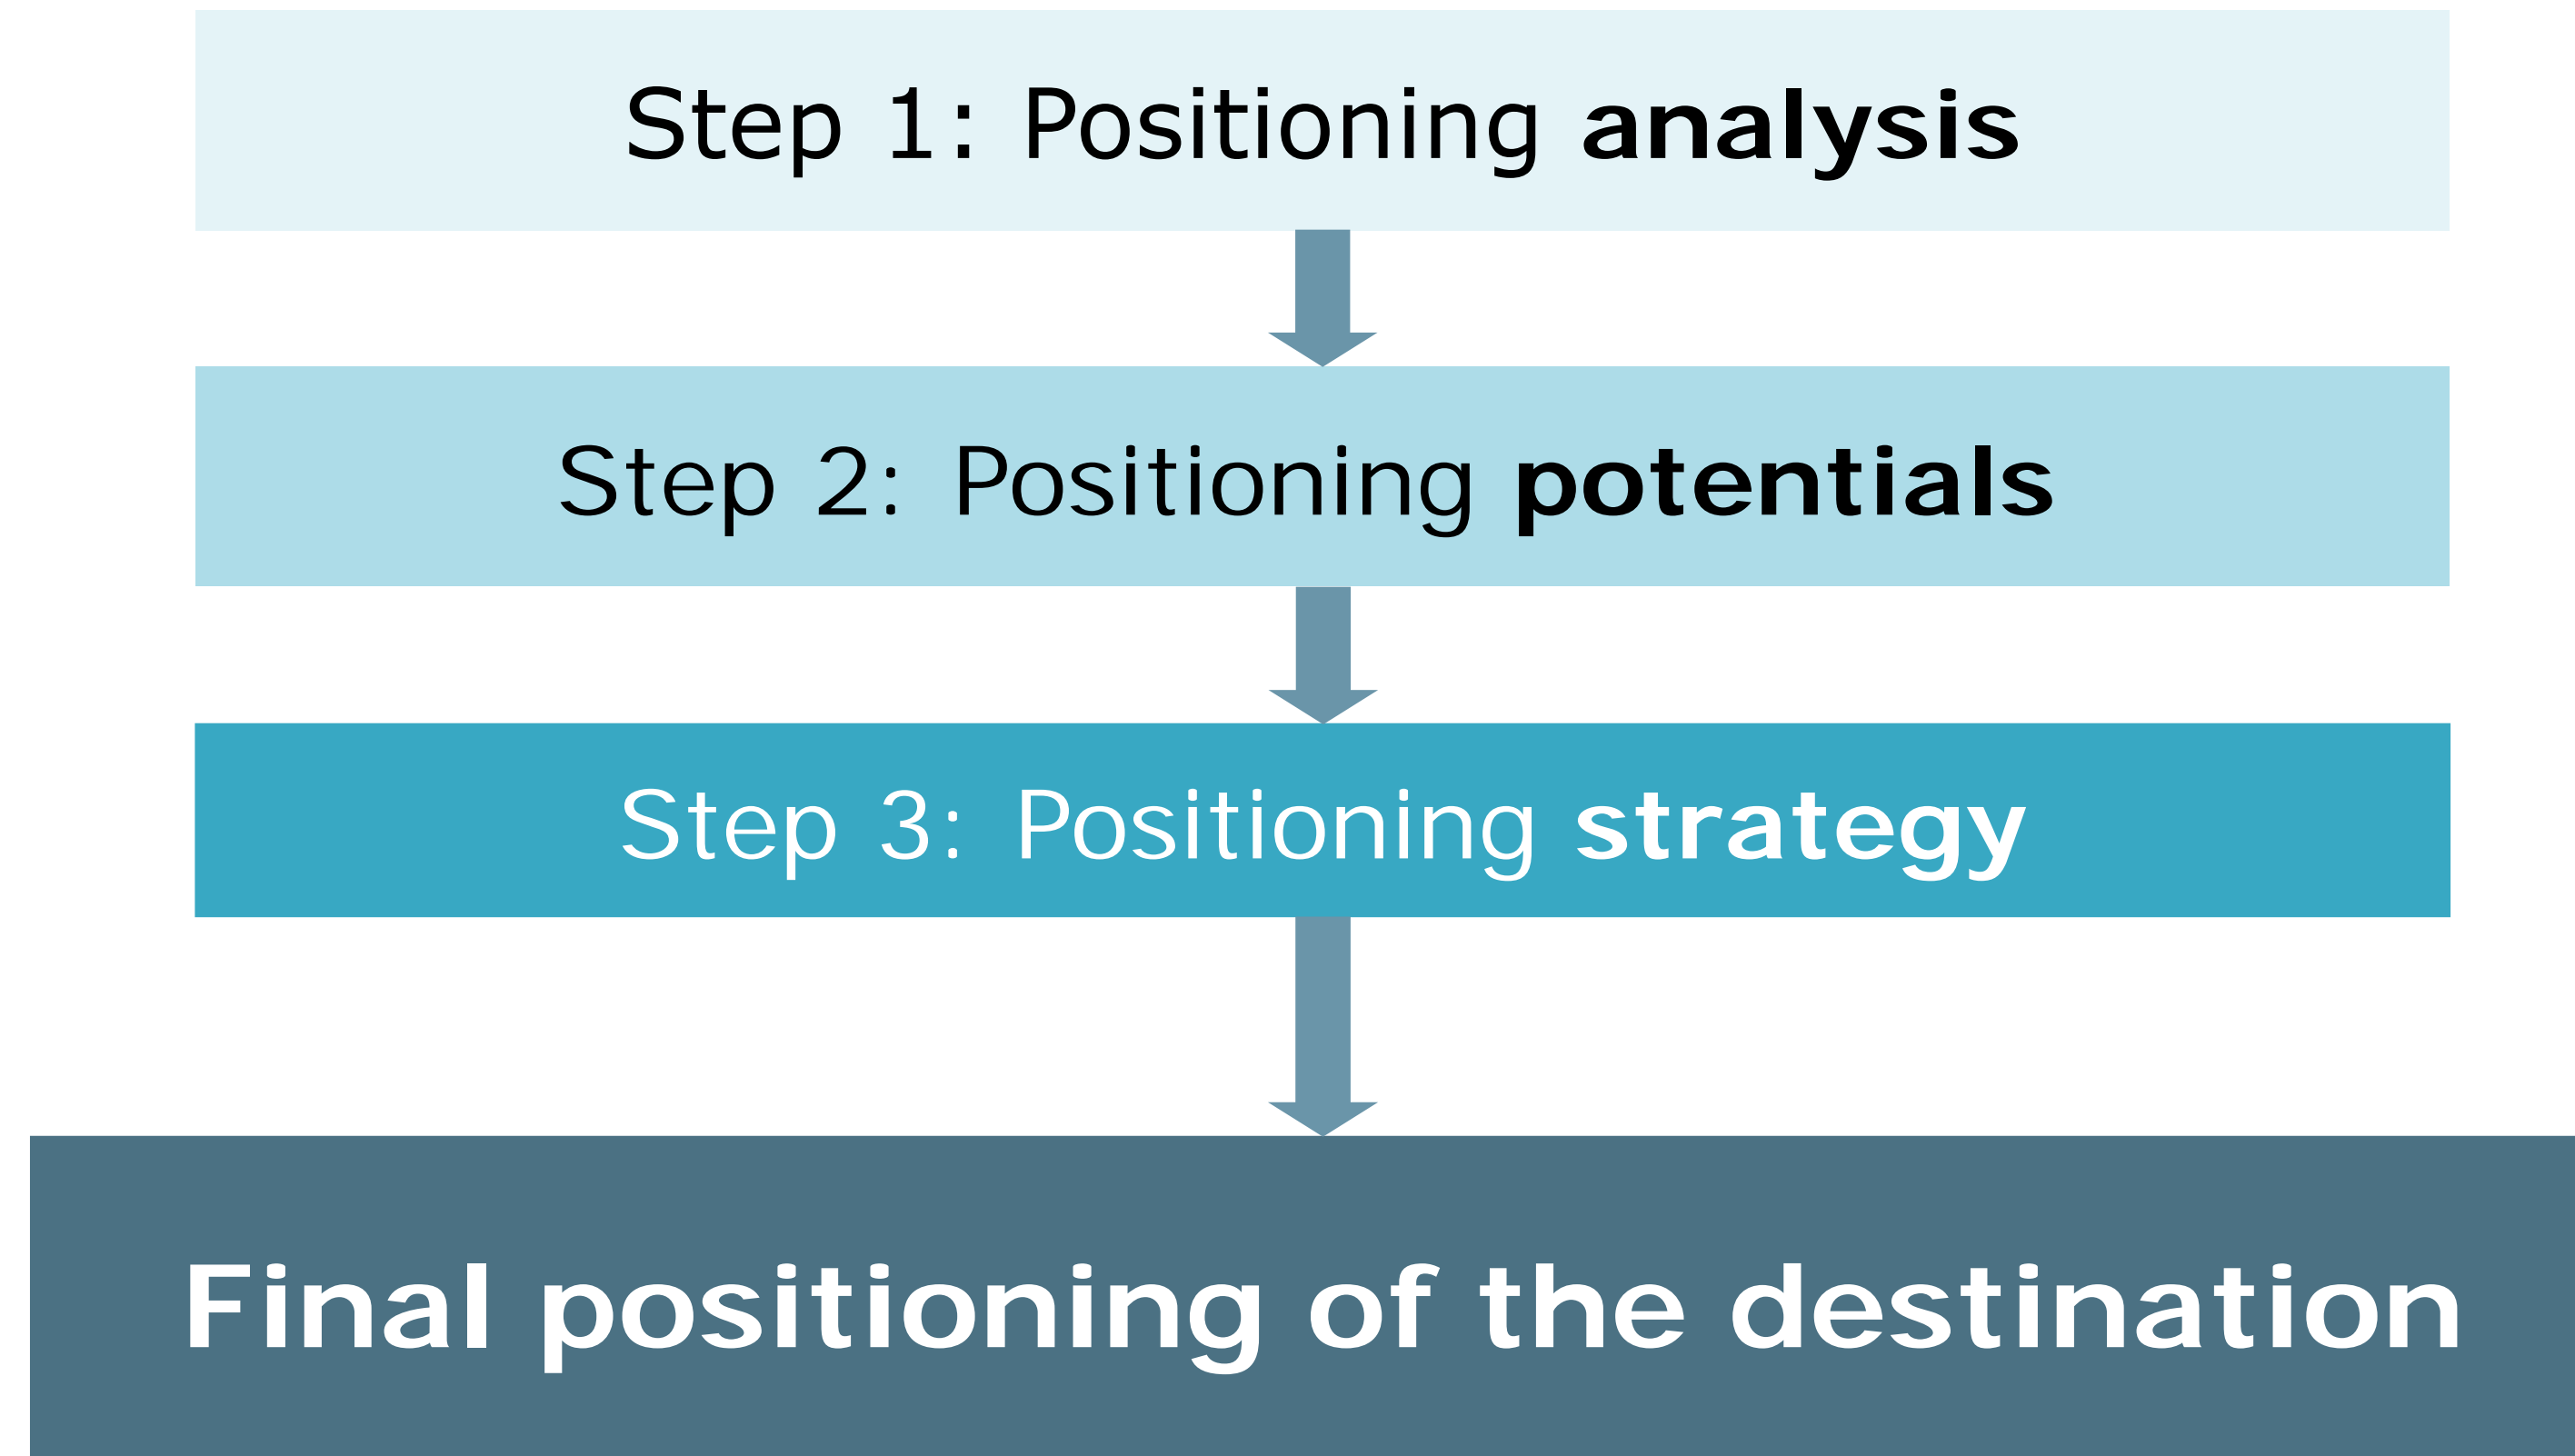 Step 1: Positioning analysis
Step 2: Positioning potentials
Step 3: Positioning strategy
Final positioning of the destination